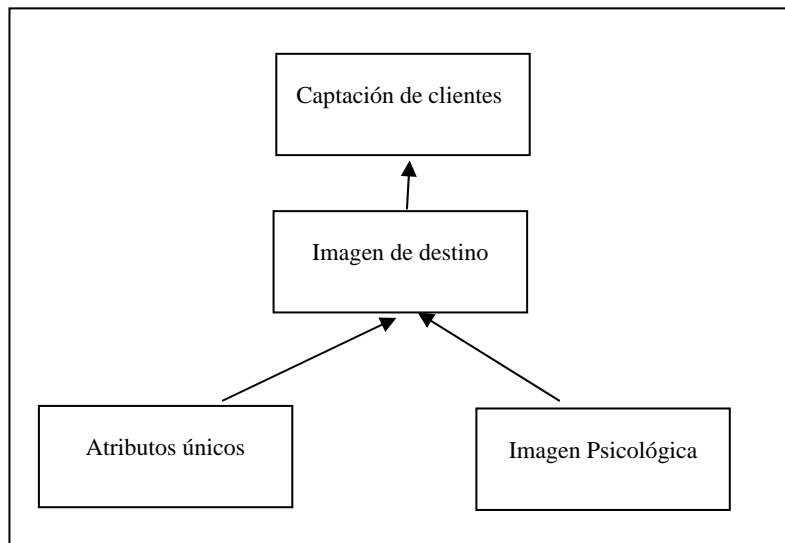 Captación de clientes
Imagen de destino
Atributos únicos
Imagen Psicológica